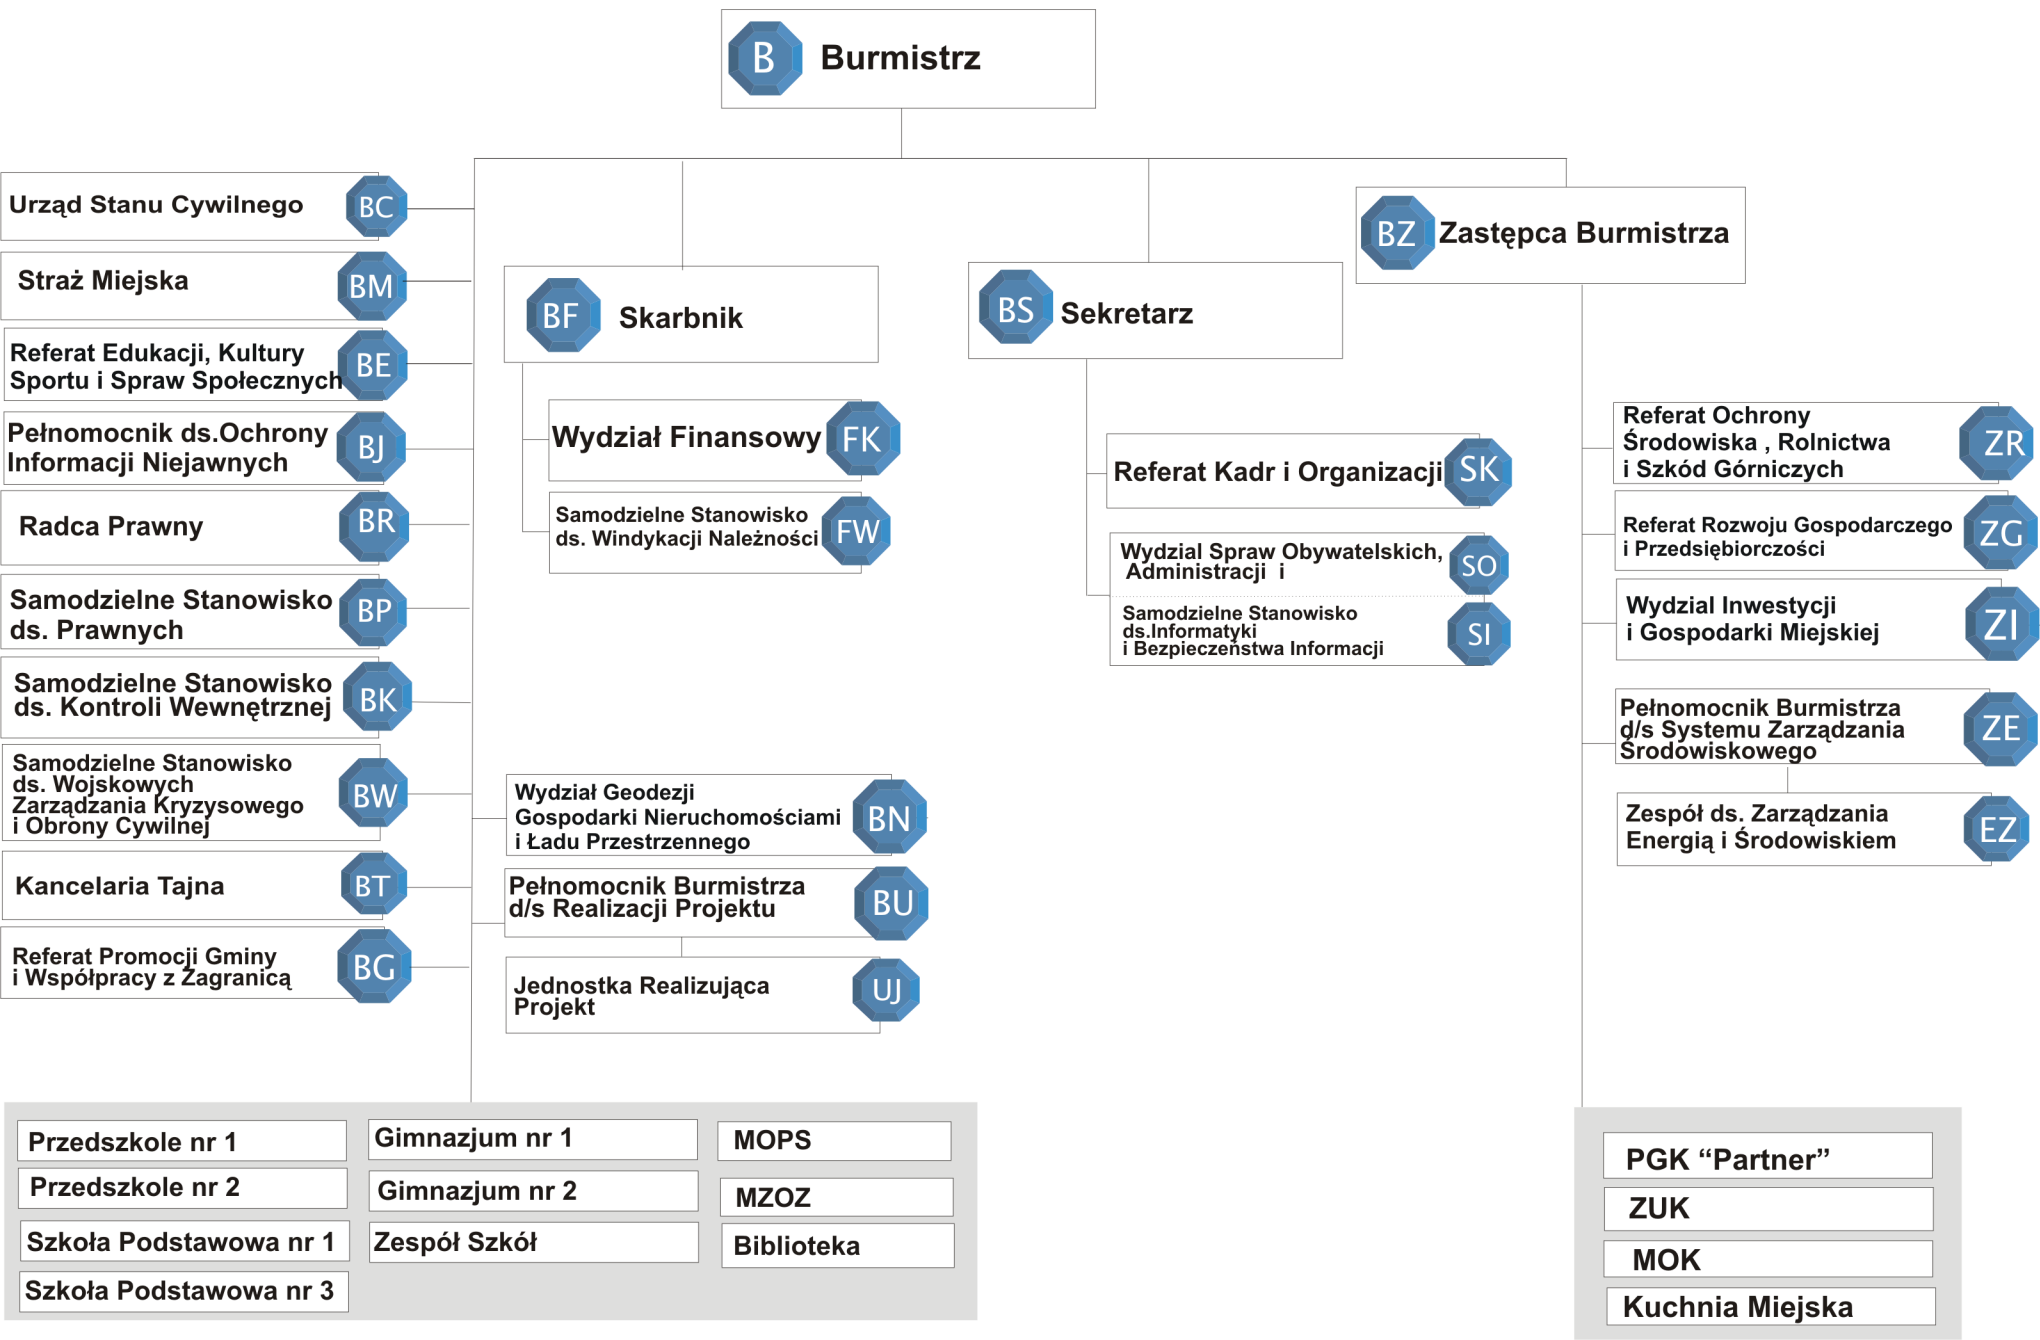 B
Burmistrz
Urząd Stanu Cywilnego
BC
Straż Miejska
BM
Referat Edukacji, Kultury
Sportu i Spraw Społecznych
BE
Pełnomocnik ds.Ochrony
Informacji Niejawnych
BJ
Radca Prawny
BR
Samodzielne Stanowisko
ds. Prawnych
BP
Samodzielne Stanowisko
ds. Kontroli Wewnętrznej
BK
Samodzielne Stanowisko
ds. Wojskowych
Zarządzania Kryzysowego
i Obrony Cywilnej
BW
Kancelaria Tajna
BT
Referat Promocji Gminy
i Współpracy z Zagranicą
BG
BF
Skarbnik
Wydział Finansowy
FK
Samodzielne Stanowisko
ds. Windykacji Należności
FW
Wydział Geodezji
Gospodarki Nieruchomościami
i Ładu Przestrzennego
BN
Pełnomocnik Burmistrza
d/s Realizacji Projektu
BU
Jednostka Realizująca
Projekt
UJ
BS
Sekretarz
Referat Kadr i Organizacji
SK
Wydzial Spraw Obywatelskich,
Administracji i
SO
Samodzielne Stanowisko
ds.Informatyki
i Bezpieczeństwa Informacji
SI
BZ
Zastępca Burmistrza
Referat Ochrony
Środowiska , Rolnictwa
i Szkód Górniczych
ZR
Referat Rozwoju Gospodarczego
i Przedsiębiorczości
ZG
Wydzial Inwestycji
i Gospodarki Miejskiej
ZI
Pełnomocnik Burmistrza
d/s Systemu Zarządzania
Środowiskowego
ZE
Zespół ds. Zarządzania
Energią i Środowiskiem
EZ
Przedszkole nr 1
Przedszkole nr 2
Szkoła Podstawowa nr 1
Szkoła Podstawowa nr 3
Gimnazjum nr 1
Gimnazjum nr 2
Zespół Szkół
MOPS
MZOZ
Biblioteka
PGK “Partner”
ZUK
MOK
Kuchnia Miejska